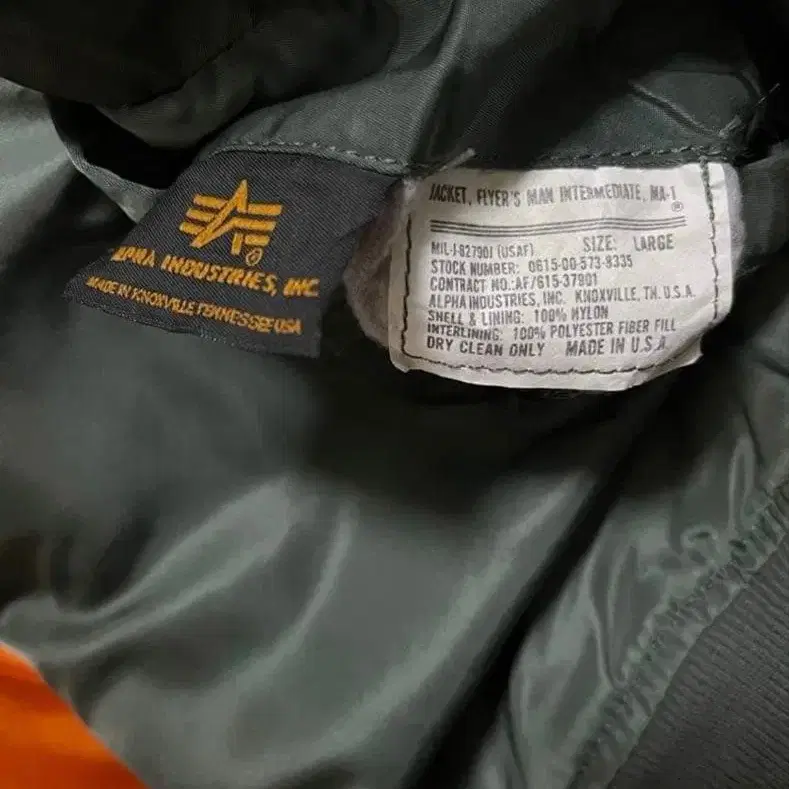 ALPHA INDUSTRIES, INC.
MADE IN KNOXVILLE TENNESSEE USA
JACKET, FLYER'S MAN INTERMEDIATE, MA-1
®
MIL-J-82790J (USAF) SIZE: LARGE
STOCK NUMBER: 0615-00-573-8335
CONTRACT NO.:AF/615-37901
ALPHA INDUSTRIES, INC. KNOXVILLE, TN. U.S.A.
SHELL & LINING: 100% NYLON
INTERLINING: 100% POLYESTER FIBER FILL
DRY CLEAN ONLY MADE IN U.S.A.